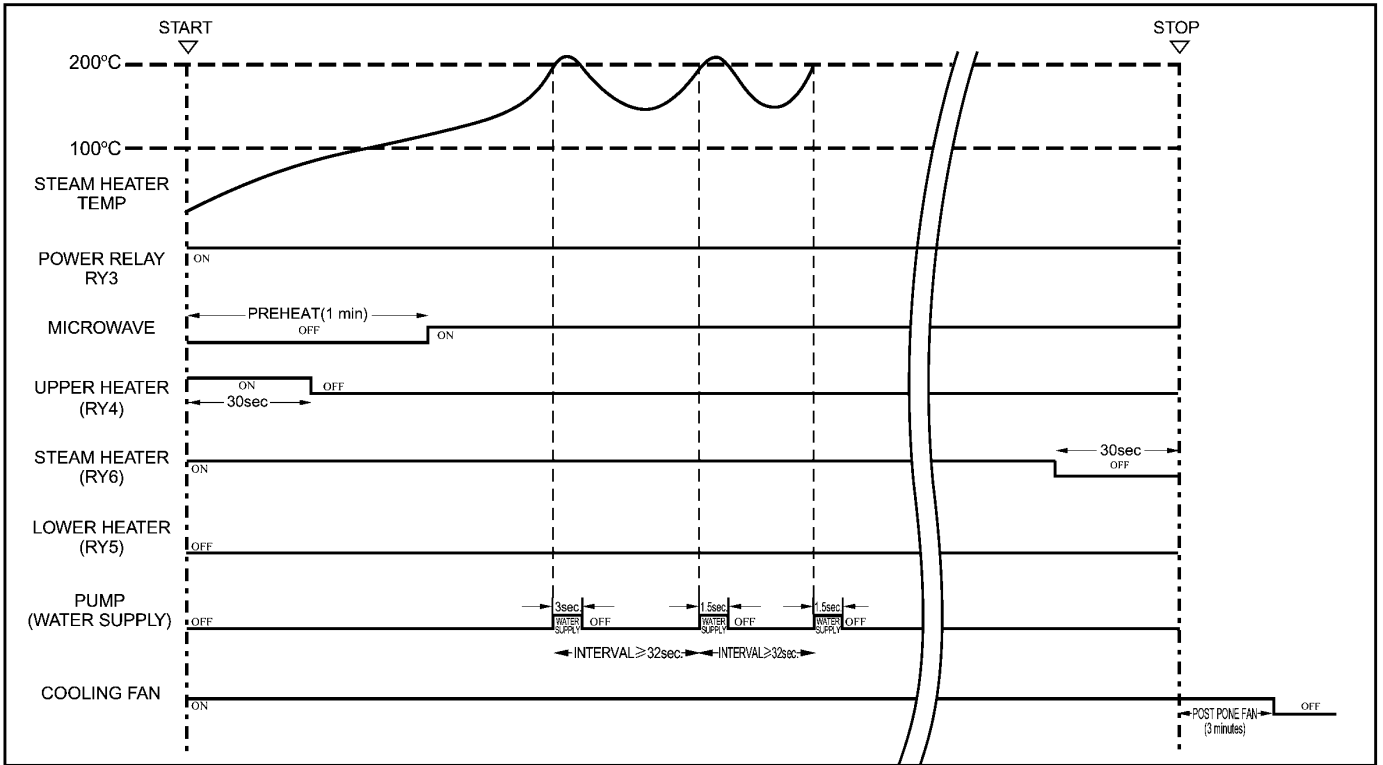 START
STOP
200°C
100°C
STEAM HEATER
TEMP
POWER RELAY
RY3
ON
MICROWAVE
PREHEAT(1 min)
OFF
ON
UPPER HEATER
(RY4)
ON
OFF
30sec
STEAM HEATER
(RY6)
ON
30sec
OFF
LOWER HEATER
(RY5)
OFF
PUMP
(WATER SUPPLY)
OFF
3sec.
WATER
SUPPLY
OFF
1.5sec.
WATER
SUPPLY
OFF
1.5sec.
WATER
SUPPLY
OFF
INTERVAL≥32sec.
INTERVAL≥32sec.
COOLING FAN
ON
POST PONE FAN
(3 minutes)
OFF